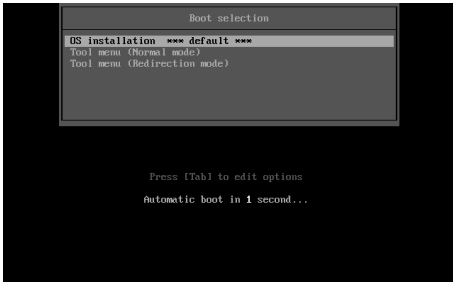 Boot selection
OS installation *** default ***
Tool menu (Normal mode)
Tool menu (Redirection mode)
Press [Tab] to edit options
Automatic boot in 1 second...